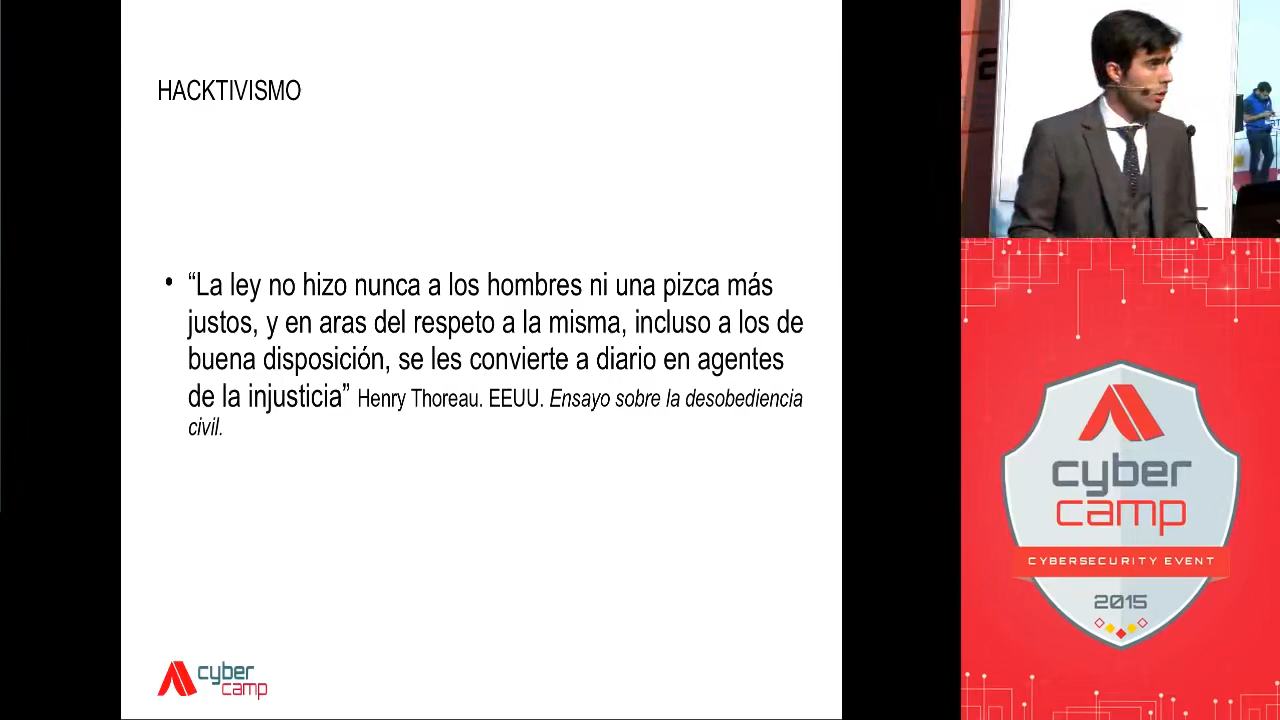 HACKTIVISMO
• “La ley no hizo nunca a los hombres ni una pizca más
justos, y en aras del respeto a la misma, incluso a los de
buena disposición, se les convierte a diario en agentes
de la injusticia” Henry Thoreau. EEUU. Ensayo sobre la desobediencia
civil.
cyber
camp
cyber
camp
CYBERSECURITY EVENT
2015